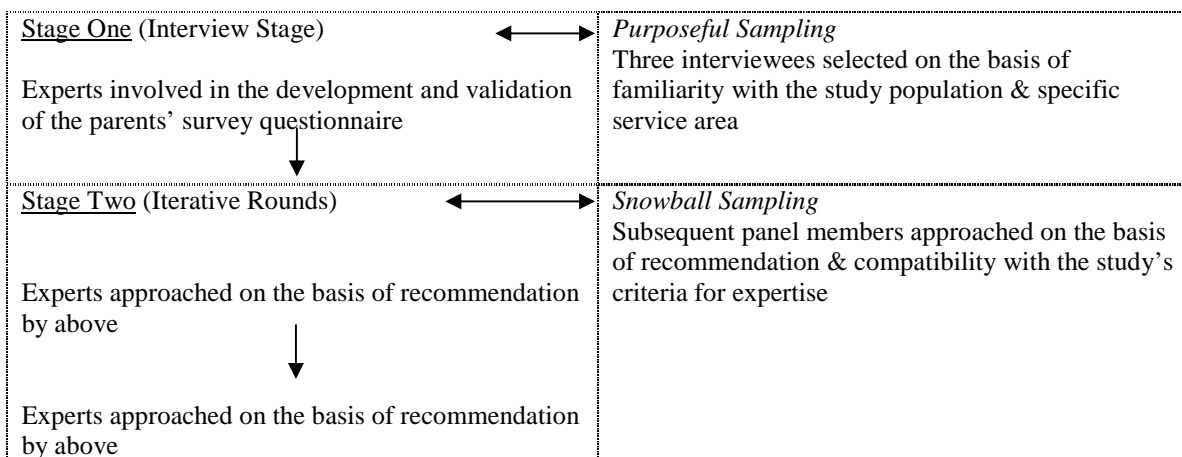 Stage One (Interview Stage)
Experts involved in the development and validation
of the parents’ survey questionnaire
Purposeful Sampling
Three interviewees selected on the basis of
familiarity with the study population & specific
service area
Stage Two (Iterative Rounds)
Experts approached on the basis of recommendation
by above
Experts approached on the basis of recommendation
by above
Snowball Sampling
Subsequent panel members approached on the basis
of recommendation & compatibility with the study’s
criteria for expertise